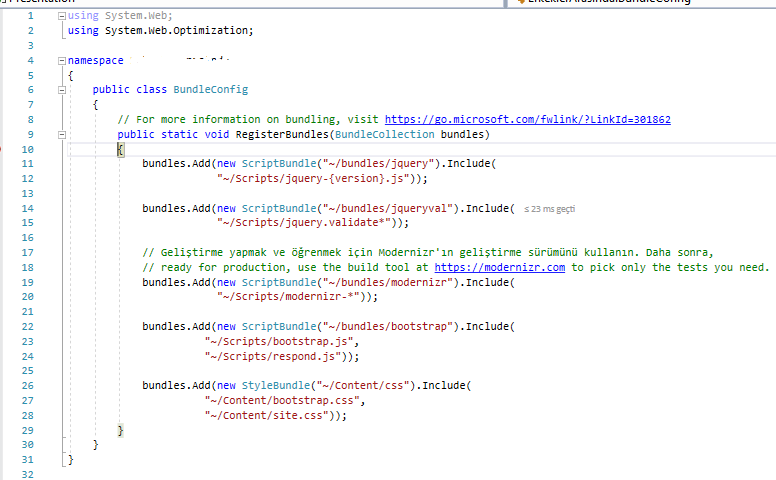 1 using System.Web;
2 using System.Web.Optimization;
3
4 namespace
5 {
6 public class BundleConfig
7 {
8 // For more information on bundling, visit https://go.microsoft.com/fwlink/?LinkId=301862
9 public static void RegisterBundles(BundleCollection bundles)
10 {
11 bundles.Add(new ScriptBundle("~/bundles/jquery").Include(
12 "~/Scripts/jquery-{version}.js"));
13
14 bundles.Add(new ScriptBundle("~/bundles/jqueryval").Include( ≤ 23 ms geçti
15 "~/Scripts/jquery.validate*"));
16
17 // Geliştirme yapmak ve öğrenmek için Modernizr'ın geliştirme sürümünü kullanın. Daha sonra,
18 // ready for production, use the build tool at https://modernizr.com to pick only the tests you need.
19 bundles.Add(new ScriptBundle("~/bundles/modernizr").Include(
20 "~/Scripts/modernizr-*"));
21
22 bundles.Add(new ScriptBundle("~/bundles/bootstrap").Include(
23 "~/Scripts/bootstrap.js",
24 "~/Scripts/respond.js"));
25
26 bundles.Add(new StyleBundle("~/Content/css").Include(
27 "~/Content/bootstrap.css",
28 "~/Content/site.css"));
29 }
30 }
31 }
32